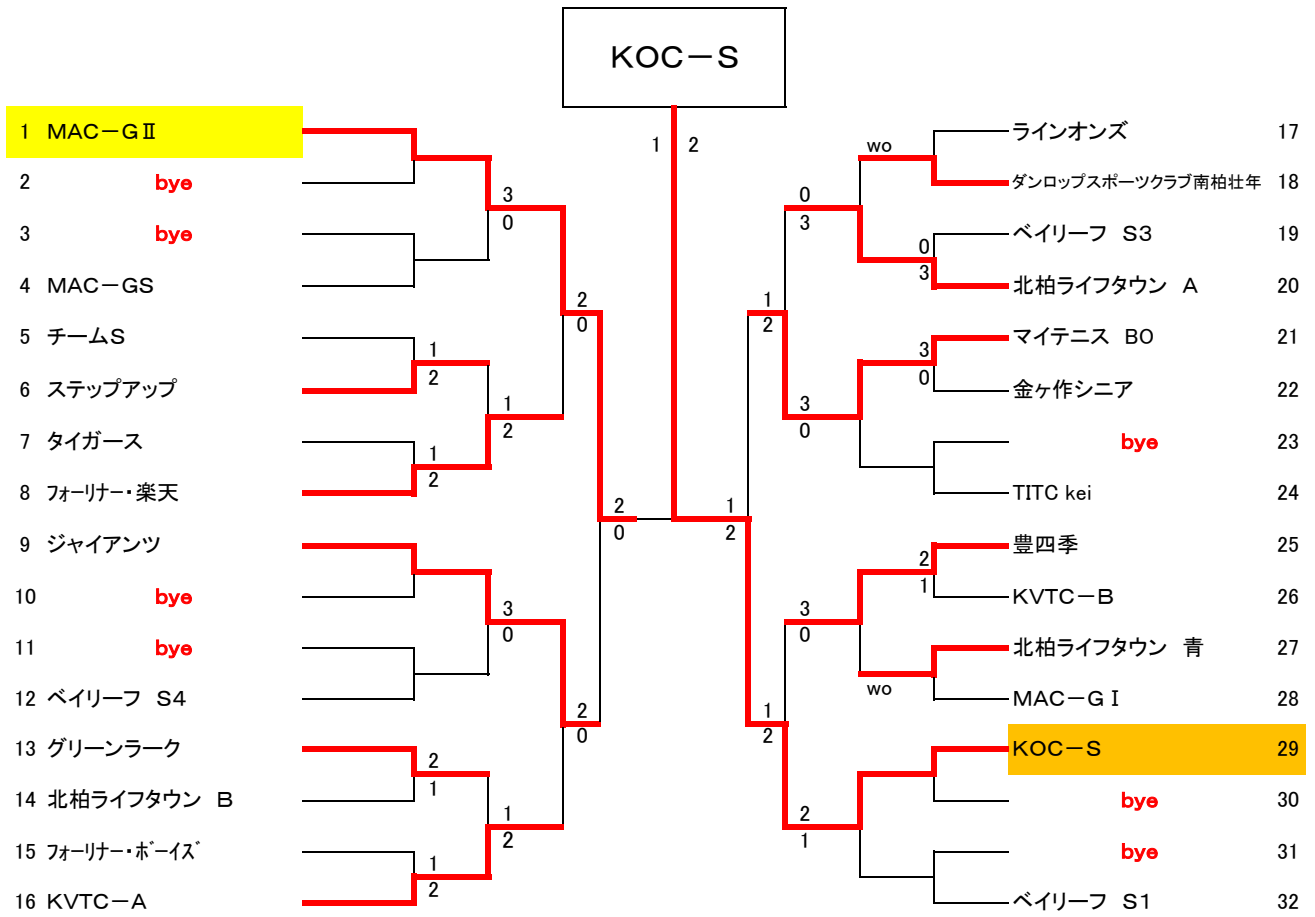 KOC－S
1 2
1 MAC－GⅡ
2 bye
3 bye
4 MAC－GS
5 チームS
6 ステップアップ
7 タイガース
8 フォーリナー・楽天
9 ジャイアンツ
10 bye
11 bye
12 ベイリーフ S4
13 グリーンラーク
14 北柏ライフタウン B
15 フォーリナー・ボーイズ
16 KVTC－A
1
2
1
2
2
1
1
2
3
0
1
2
3
0
1
2
2
0
2
0
2
0
1
2
1
2
1
2
0
3
3
0
3
0
2
1
wo
0
3
3
0
2
1
wo
ラインオンズ 17
ダンロップスポーツクラブ南柏壮年 18
ベイリーフ S3 19
北柏ライフタウン A 20
マイテニス BO 21
金ヶ作シニア 22
bye 23
TITC kei 24
豊四季 25
KVTC－B 26
北柏ライフタウン 青 27
MAC－GⅠ 28
KOC－S 29
bye 30
bye 31
ベイリーフ S1 32